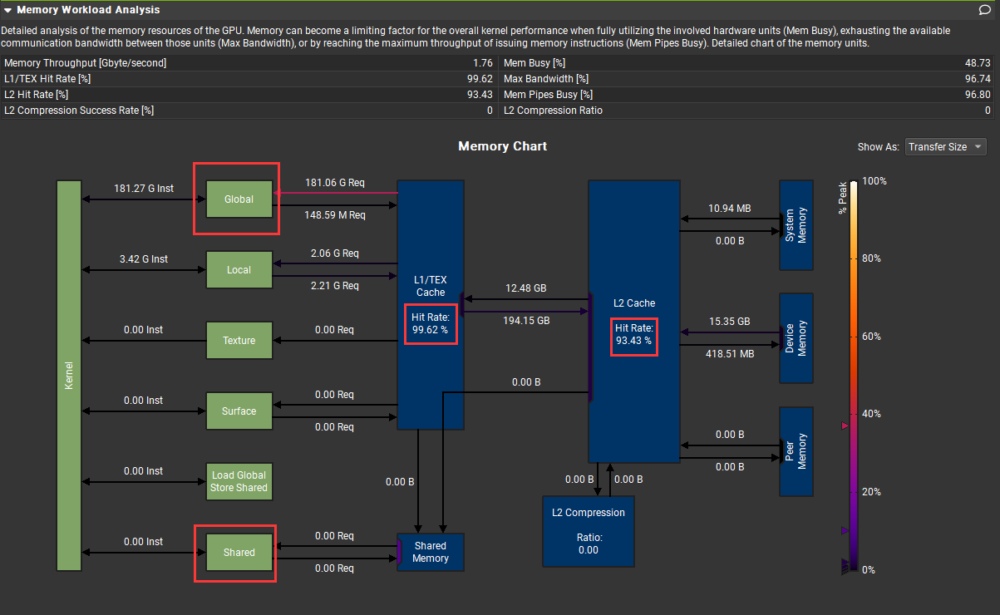 Memory Workload Analysis
Detailed analysis of the memory resources of the GPU. Memory can become a limiting factor for the overall kernel performance when fully utilizing the involved hardware units (Mem Busy), exhausting the available
communication bandwidth between those units (Max Bandwidth), or by reaching the maximum throughput of issuing memory instructions (Mem Pipes Busy). Detailed chart of the memory units.
Memory Throughput [Gbyte/second] 1.76 Mem Busy [%] 48.73
L1/TEX Hit Rate [%] 99.62 Max Bandwidth [%] 96.74
L2 Hit Rate [%] 93.43 Mem Pipes Busy [%] 96.80
L2 Compression Success Rate [%] 0 L2 Compression Ratio 0
Memory Chart
Show As: Transfer Size
Kernel
181.27 G Inst
Global
181.06 G Req
148.59 M Req
3.42 G Inst
Local
2.06 G Req
2.21 G Req
0.00 Inst
Texture
0.00 Req
0.00 Inst
Surface
0.00 Req
0.00 Req
0.00 Inst
Load Global
Store Shared
0.00 Inst
Shared
0.00 Req
0.00 Req
L1/TEX
Cache
Hit Rate:
99.62 %
0.00 B
Shared
Memory
12.48 GB
194.15 GB
0.00 B
L2 Cache
Hit Rate:
93.43 %
0.00 B
0.00 B
L2 Compression
Ratio:
0.00
10.94 MB
0.00 B
System
Memory
15.35 GB
418.51 MB
Device
Memory
0.00 B
0.00 B
Peer
Memory
% Peak
100%
80%
60%
40%
20%
0%